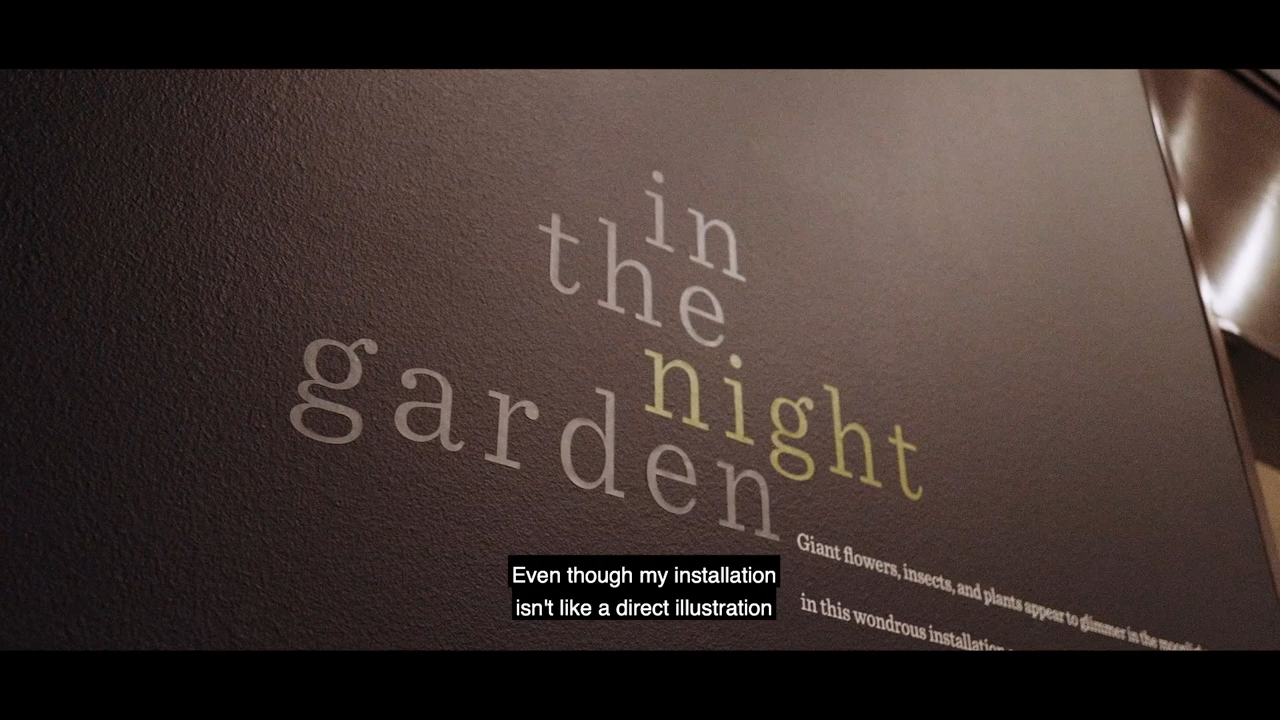 in
the
night
garden
Giant flowers, insects, and plants appear to glimmer in the
in this wondrous installation
Even though my installation
isn't like a direct illustration